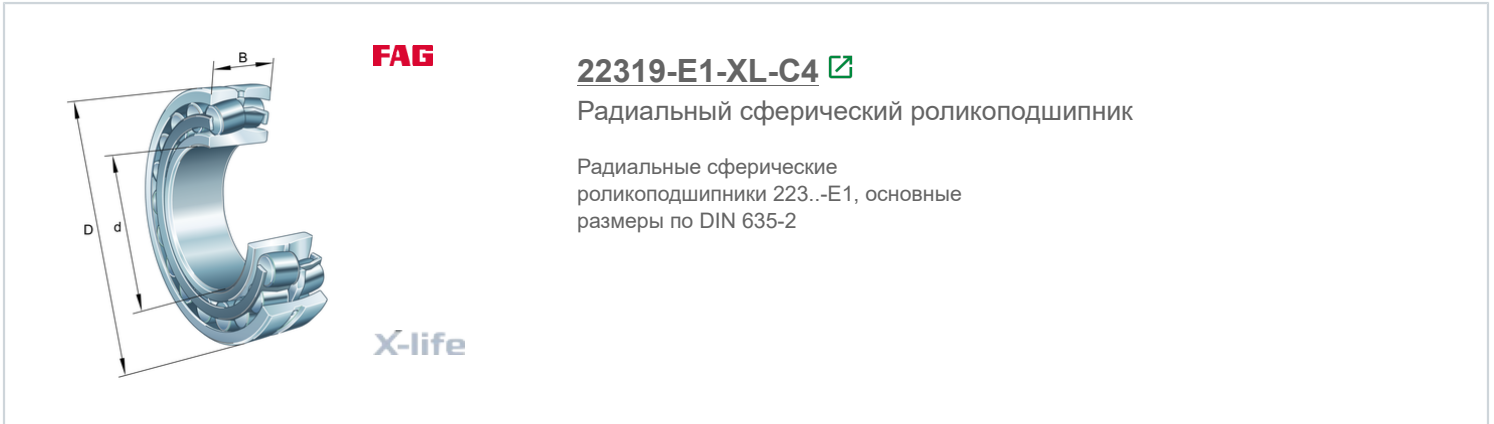 B
FAG
22319-E1-XL-C4
Радиальный сферический роликоподшипник
Радиальные сферические
роликоподшипники 223..-E1, основные
размеры по DIN 635-2
D
d
X-life